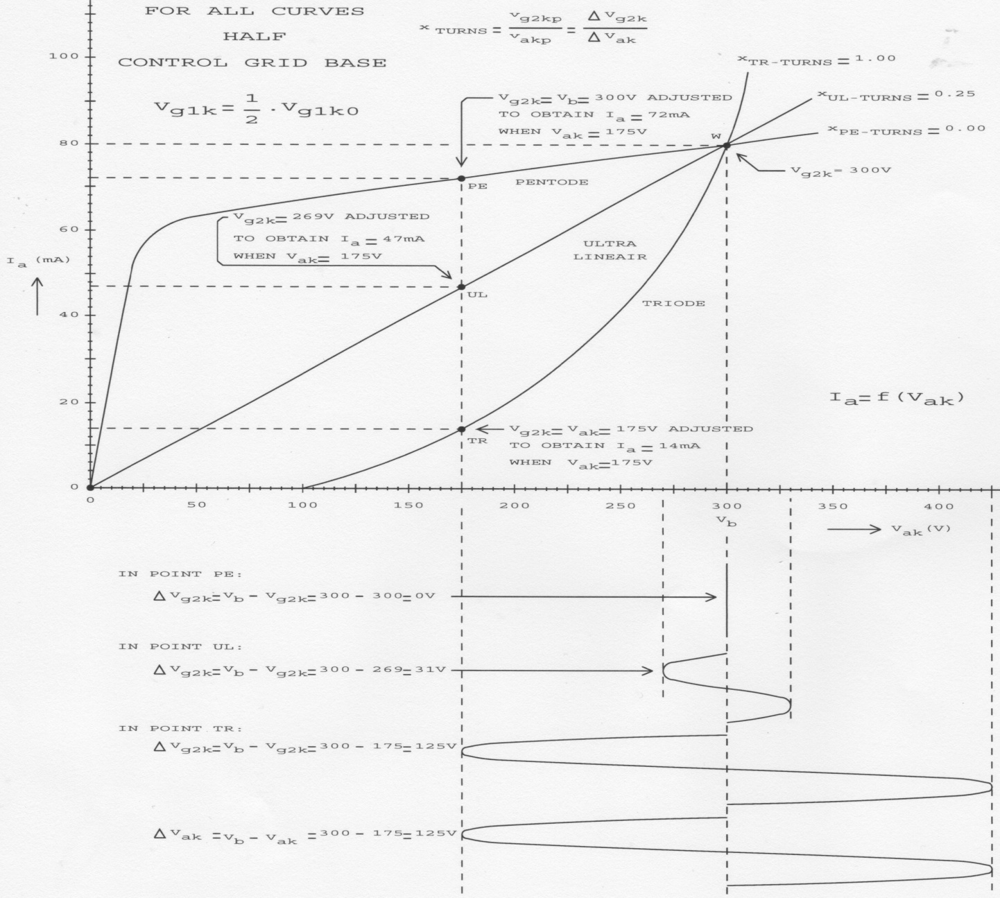 FOR ALL CURVES
HALF
CONTROL GRID BASE
Vg1k = 1/2 · Vg1k0
x TURNS = vg2kp/vakp = Δ Vg2k/Δ Vak
xTR-TURNS = 1.00
xUL-TURNS = 0.25
xPE-TURNS = 0.00
Vg2k = Vb = 300V ADJUSTED
TO OBTAIN Ia = 72mA
WHEN Vak = 175V
W
Vg2k = 300V
PE
PENTODE
Vg2k = 269V ADJUSTED
TO OBTAIN Ia = 47mA
WHEN Vak = 175V
ULTRA
LINEAIR
UL
TRIODE
Ia = f (Vak)
TR
Vg2k = Vak = 175V ADJUSTED
TO OBTAIN Ia = 14mA
WHEN Vak = 175V
Ia (mA)
100
80
60
40
20
0
0 50 100 150 200 250 300 350 400
Vb
Vak (V)
IN POINT PE:
Δ Vg2k = Vb - Vg2k = 300 - 300 = 0V
IN POINT UL:
Δ Vg2k = Vb - Vg2k = 300 - 269 = 31V
IN POINT TR:
Δ Vg2k = Vb - Vg2k = 300 - 175 = 125V
Δ Vak = Vb - Vak = 300 - 175 = 125V